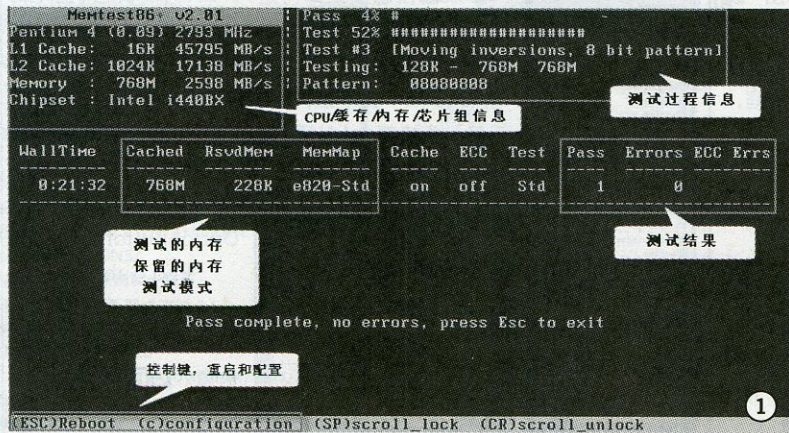 Memtest86+ v2.01
Pass 4% #
Pentium 4 (0.09) 2793 MHz
Test 52% ####################
L1 Cache: 16K 45795 MB/s
Test #3 [Moving inversions, 8 bit pattern]
L2 Cache: 1024K 17138 MB/s
Testing: 128K - 768M 768M
Memory : 768M 2598 MB/s
Pattern: 08080808
Chipset : Intel i440BX
CPU/缓存/内存/芯片组信息
测试过程信息
WallTime Cached RsvdMem MemMap Cache ECC Test Pass Errors ECC Errs
0:21:32 768M 228K e820-Std on off Std 1 0
测试的内存
保留的内存
测试模式
测试结果
Pass complete, no errors, press Esc to exit
控制键，重启和配置
①
(ESC)Reboot (c)configuration (SP)scroll_lock (CR)scroll_unlock